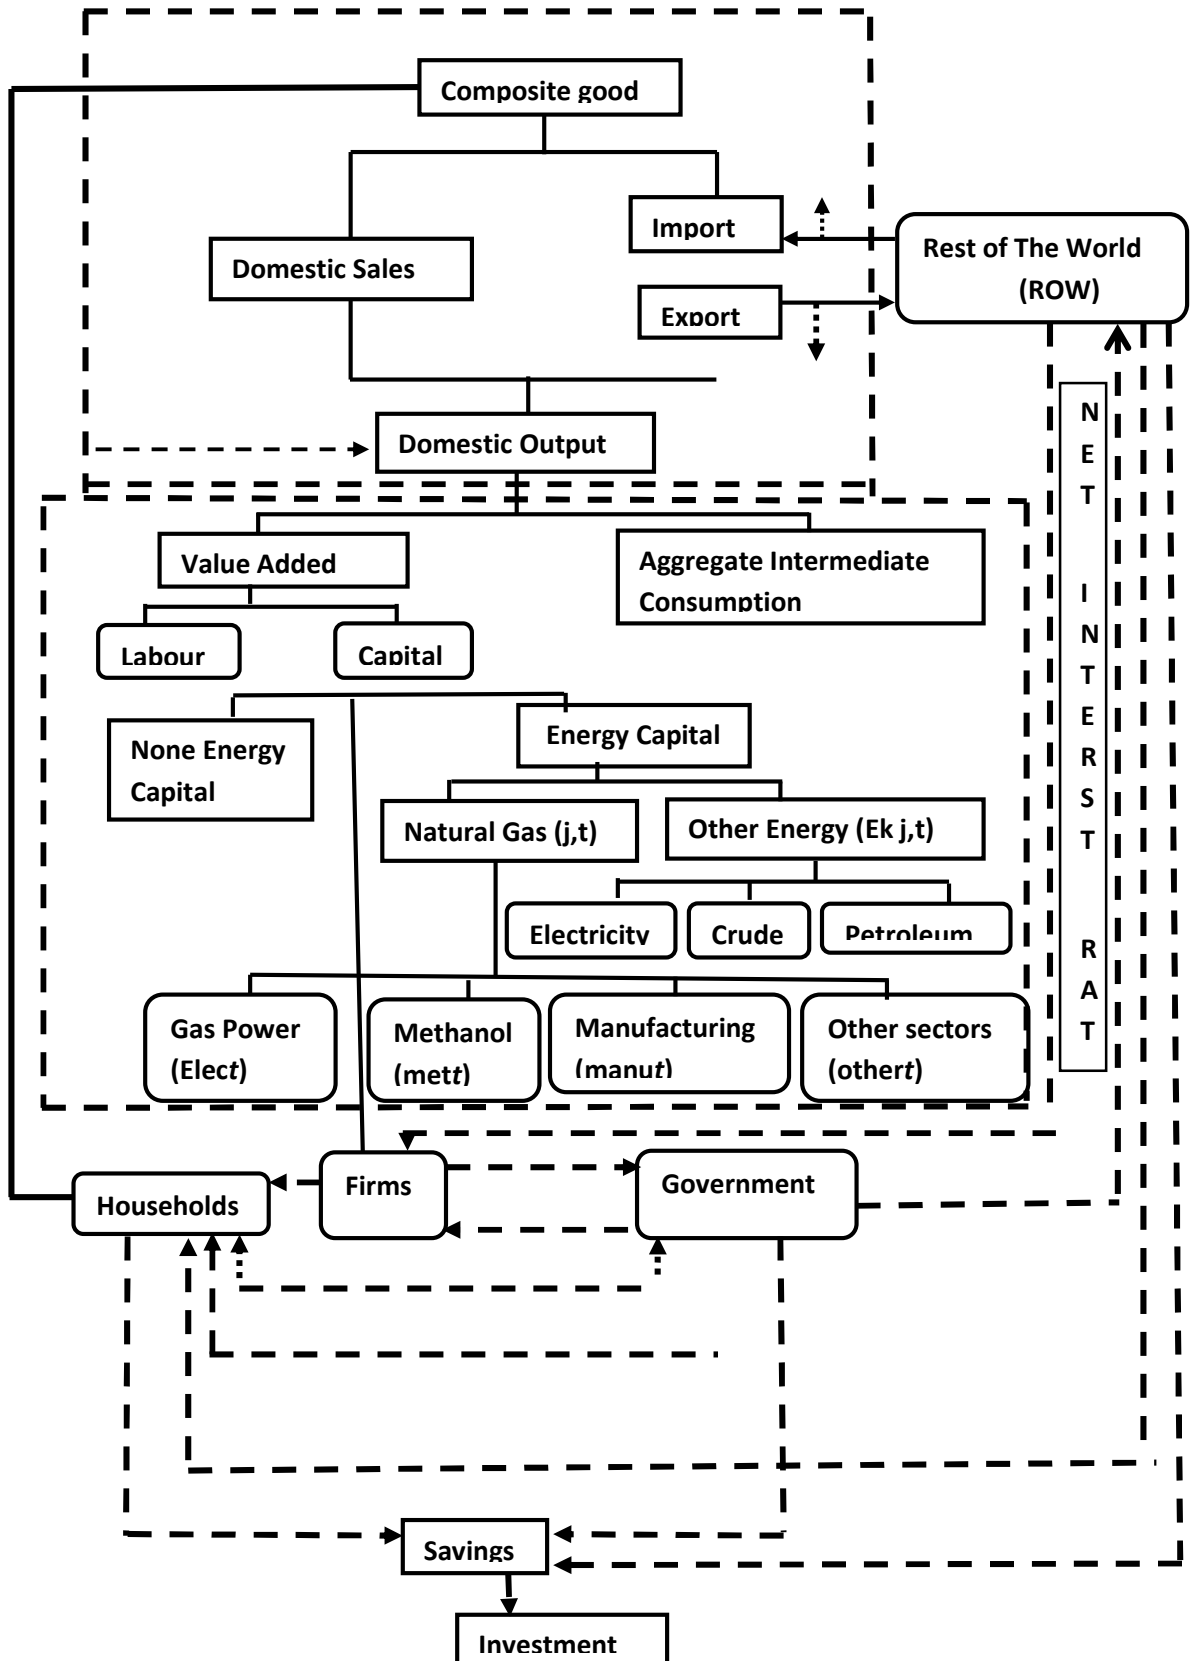 Composite good
Import
Rest of The World
(ROW)
Domestic Sales
Export
Domestic Output
Value Added
Aggregate Intermediate
Consumption
Labour
Capital
None Energy
Capital
Energy Capital
Natural Gas (j,t)
Other Energy (Ek j,t)
Electricity
Crude
Petroleum
Gas Power
(Elect)
Methanol
(mett)
Manufacturing
(manut)
Other sectors
(othert)
N
E
T
I
N
T
E
R
S
T
R
A
T
Households
Firms
Government
Savings
Investment